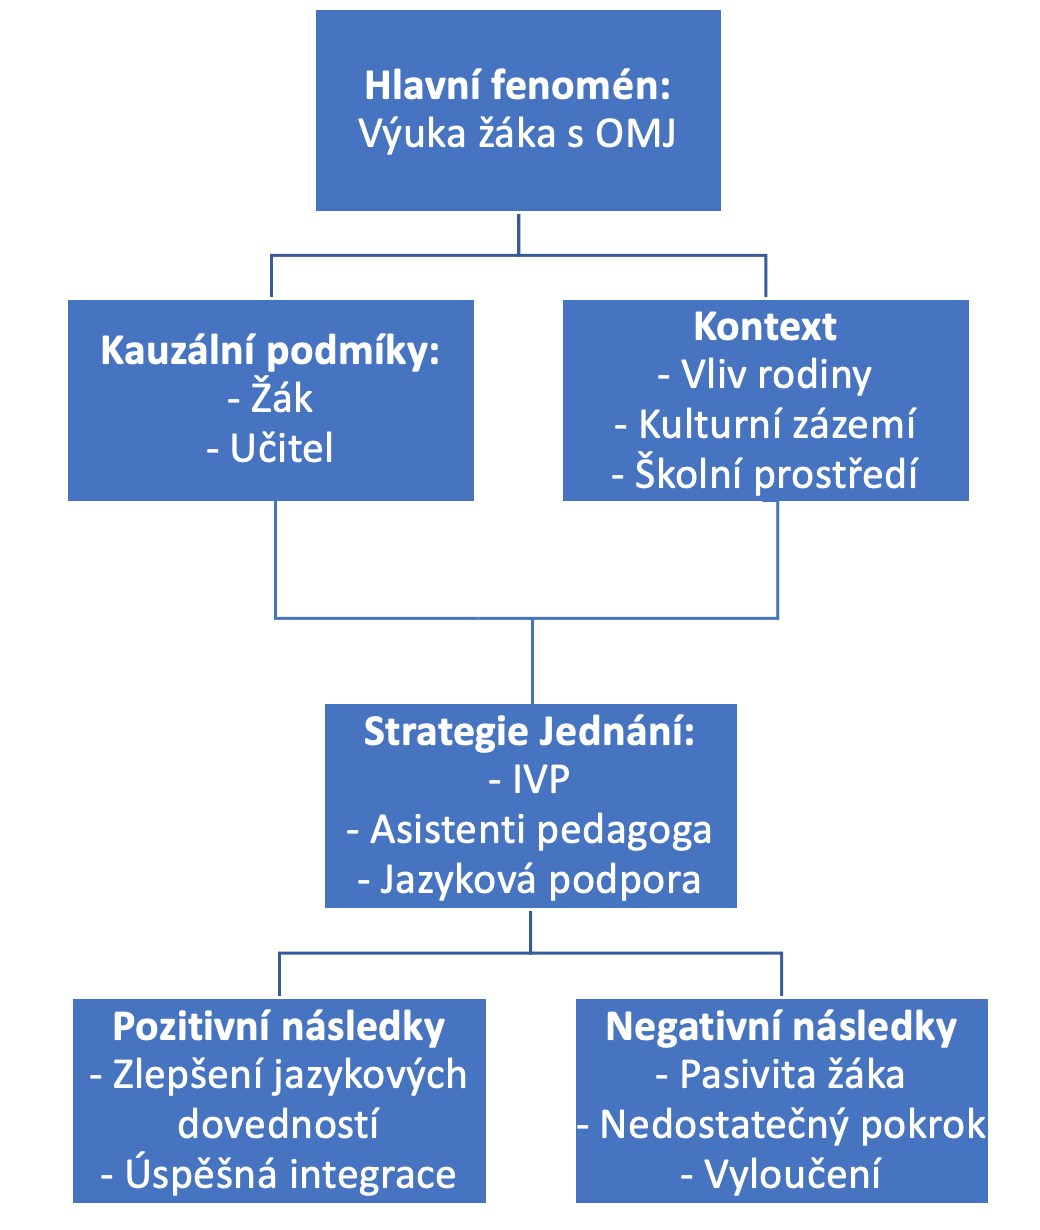 Hlavní fenomén:
Výuka žáka s OMJ
Kauzální podmíky:
- Žák
- Učitel
Kontext
- Vliv rodiny
- Kulturní zázemí
- Školní prostředí
Strategie Jednání:
- IVP
- Asistenti pedagoga
- Jazyková podpora
Pozitivní následky
- Zlepšení jazykových
dovedností
- Úspěšná integrace
Negativní následky
- Pasivita žáka
- Nedostatečný pokrok
- Vyloučení